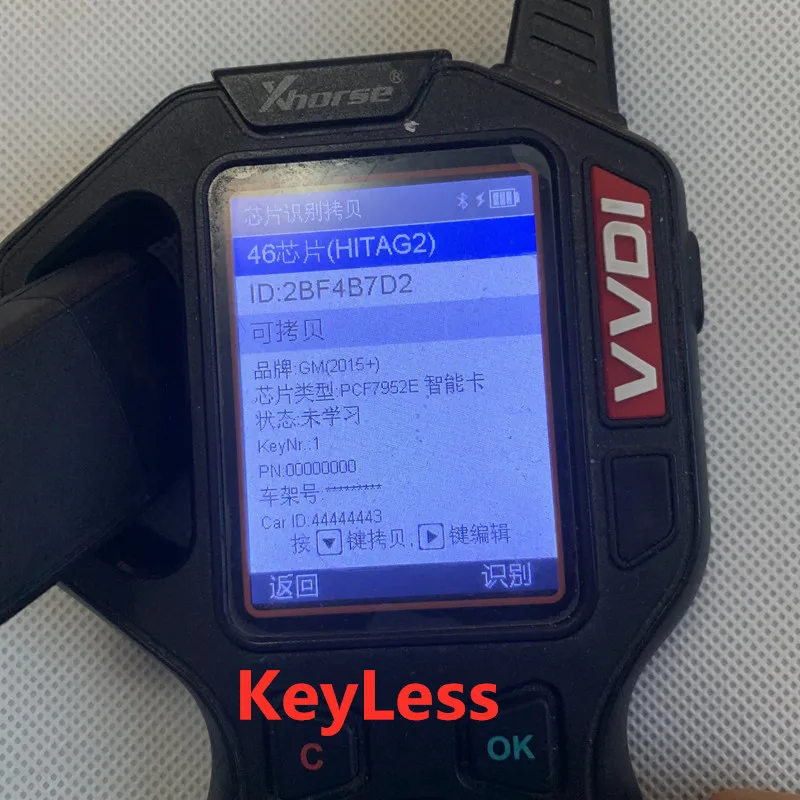 Xhorse®
芯片识别拷贝
46芯片(HITAG2)
ID:2BF4B7D2
可拷贝
品牌:GM(2015+)
芯片类型:PCF7952E 智能卡
状态:未学习
KeyNr.:1
PN:00000000
车架号:*********
Car ID:44444443
按▼键拷贝,▶键编辑
返回 识别
VVDI
KeyLess
C OK